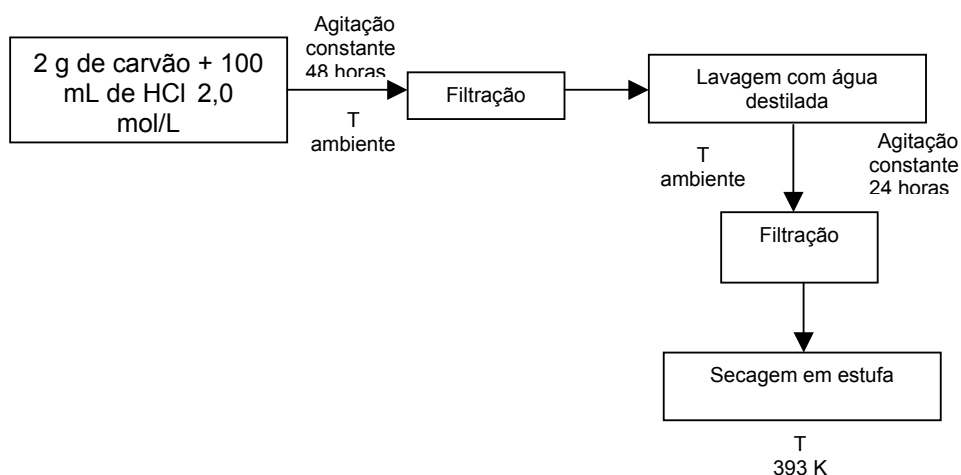 2 g de carvão + 100
mL de HCl 2,0
mol/L
Agitação
constante
48 horas
T
ambiente
Filtração
Lavagem com água
destilada
T
ambiente
Agitação
constante
24 horas
Filtração
Secagem em estufa
T
393 K